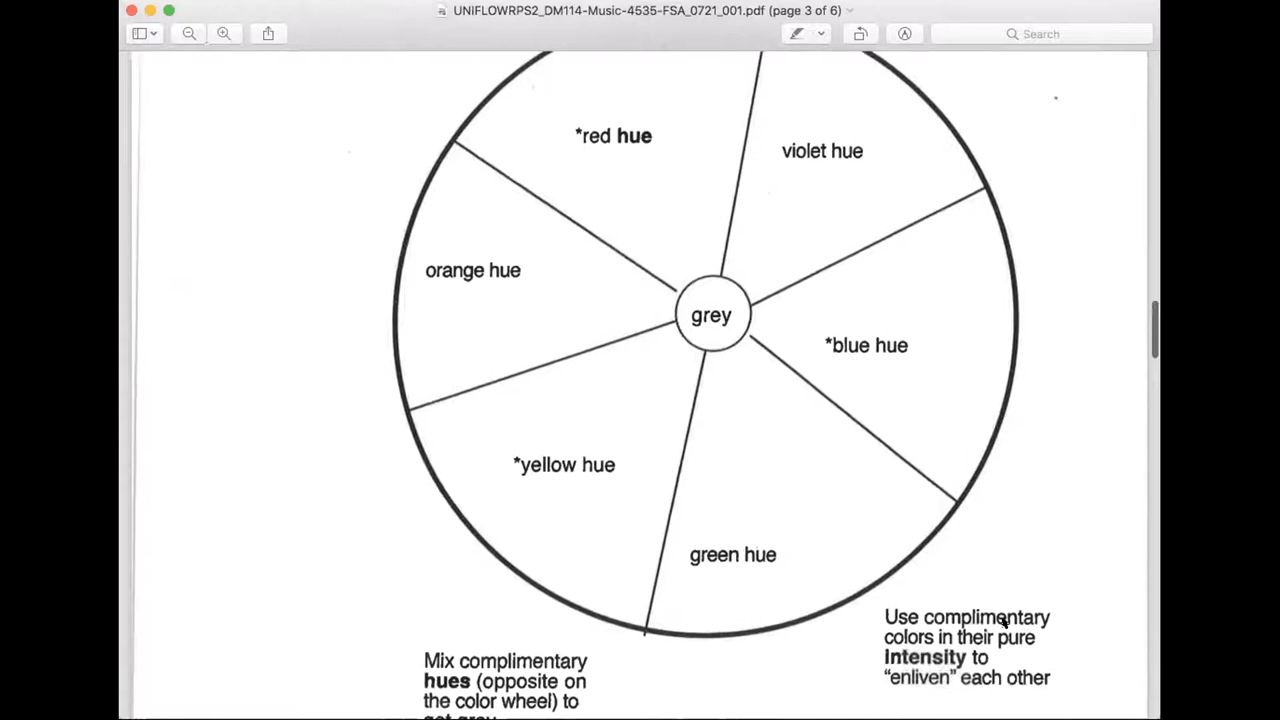 UNIFLOWRPS2_DM114-Music-4535-FSA_0721_001.pdf (page 3 of 6)
Search
*red hue
violet hue
orange hue
grey
*blue hue
*yellow hue
green hue
Use complimentary
colors in their pure
intensity to
“enliven” each other
Mix complimentary
hues (opposite on
the color wheel) to
get grey